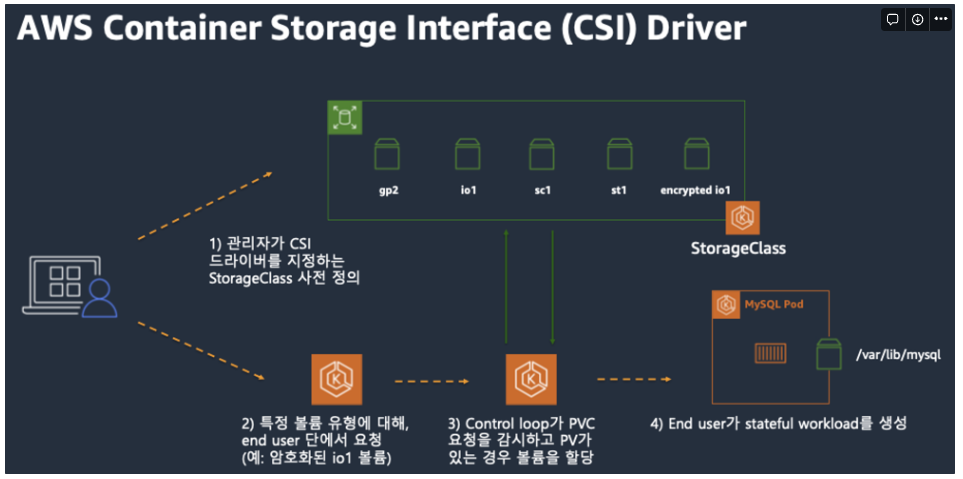 AWS Container Storage Interface (CSI) Driver
gp2
io1
sc1
st1
encrypted io1
StorageClass
1) 관리자가 CSI
드라이버를 지정하는
StorageClass 사전 정의
MySQL Pod
/var/lib/mysql
2) 특정 볼륨 유형에 대해,
end user 단에서 요청
(예: 암호화된 io1 볼륨)
3) Control loop가 PVC
요청을 감시하고 PV가
있는 경우 볼륨을 할당
4) End user가 stateful workload를 생성